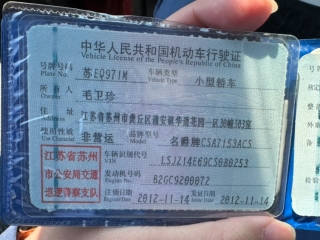 中华人民共和国机动车行驶证
Vehicle License of the People's Republic of China
号牌号码 苏EQ971M 车辆类型 小型轿车
Plate No. Vehicle Type
所有人 毛卫珍
Owner
住址 江苏省苏州市
Address
使用性质 非营运 品牌型号 名爵牌CSA7153ACS
Use Character Model
江苏省苏州
市公安局交通
巡逻警察支队
车辆识别代号
VIN
发动机号码
Engine No.
注册日期 2012-11-14 发证日期 2012-11-14
Register Date Issue Date